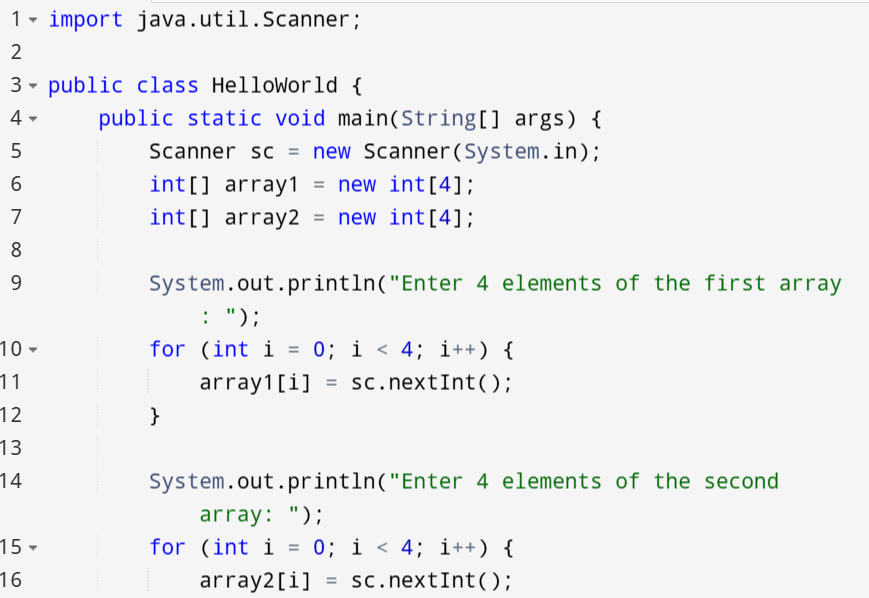 1 import java.util.Scanner;
2
3 public class HelloWorld {
4     public static void main(String[] args) {
5         Scanner sc = new Scanner(System.in);
6         int[] array1 = new int[4];
7         int[] array2 = new int[4];
8
9         System.out.println("Enter 4 elements of the first array
            : ");
10         for (int i = 0; i < 4; i++) {
11             array1[i] = sc.nextInt();
12         }
13
14         System.out.println("Enter 4 elements of the second
            array: ");
15         for (int i = 0; i < 4; i++) {
16             array2[i] = sc.nextInt();